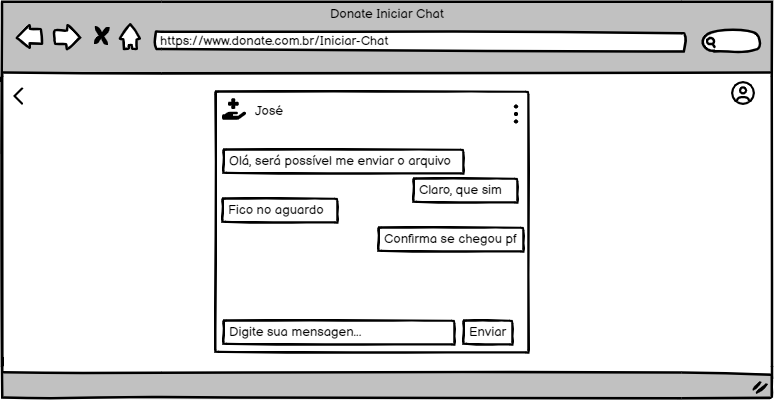 Donate Iniciar Chat
https://www.donate.com.br/Iniciar-Chat
José
Olá, será possível me enviar o arquivo
Claro, que sim
Fico no aguardo
Confirma se chegou pf
Digite sua mensagen...
Enviar